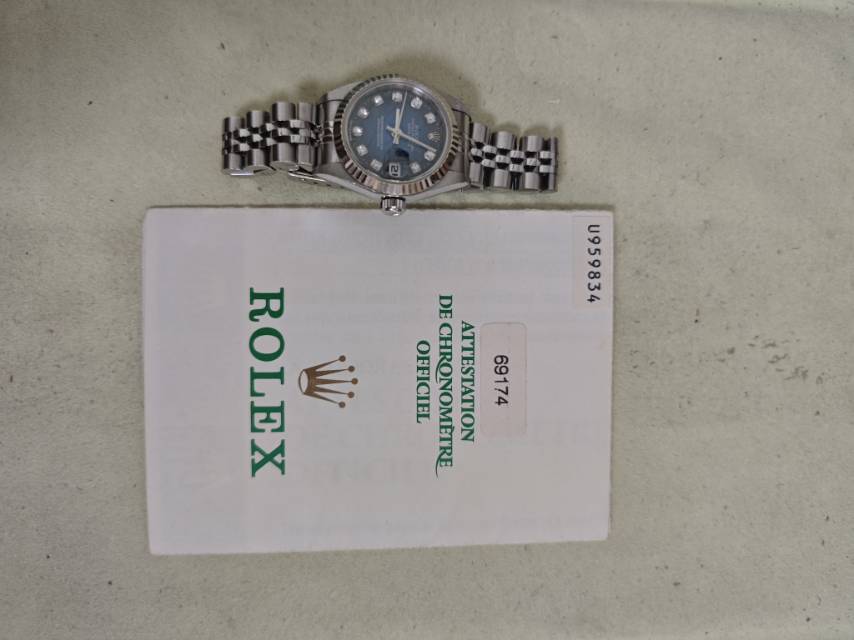 U959834
69174
ATTESTATION
DE CHRONOMÈTRE
OFFICIEL
ROLEX